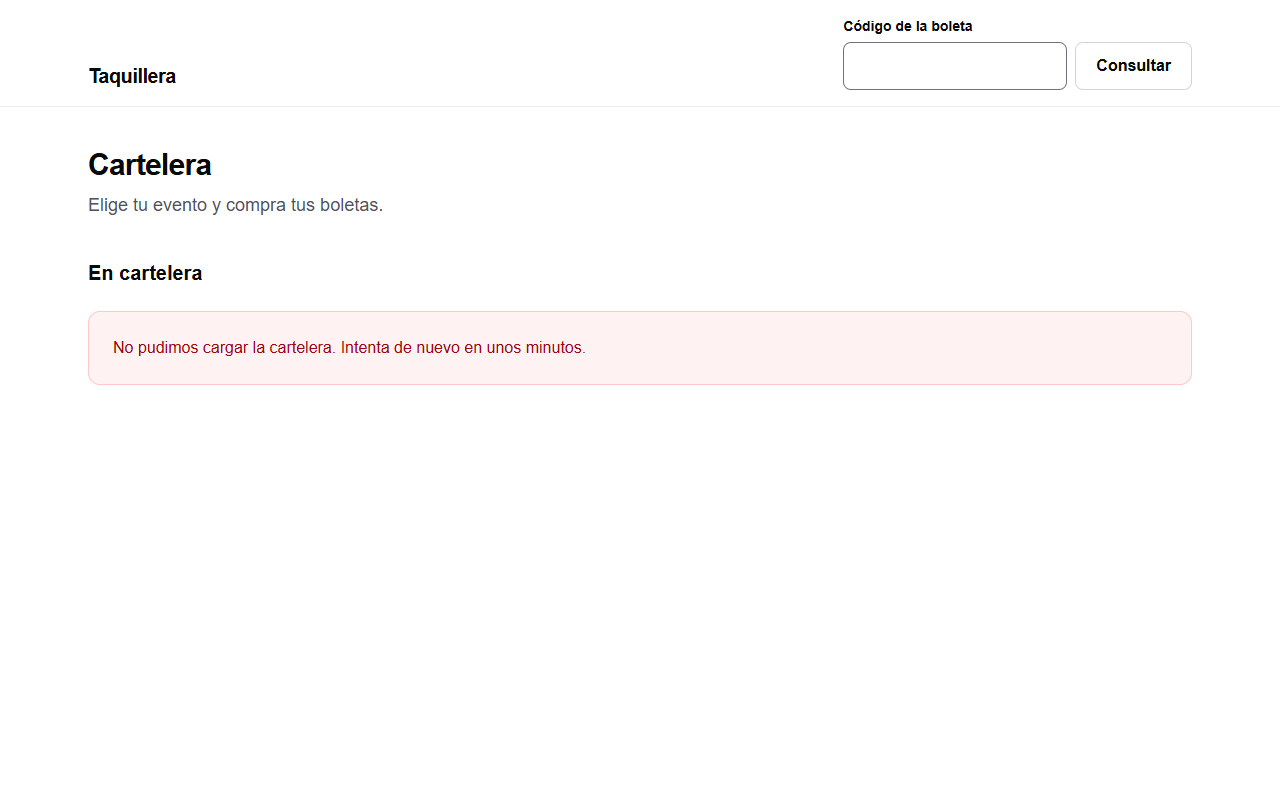 Código de la boleta
Taquillera
Consultar
Cartelera
Elige tu evento y compra tus boletas.
En cartelera
No pudimos cargar la cartelera. Intenta de nuevo en unos minutos.